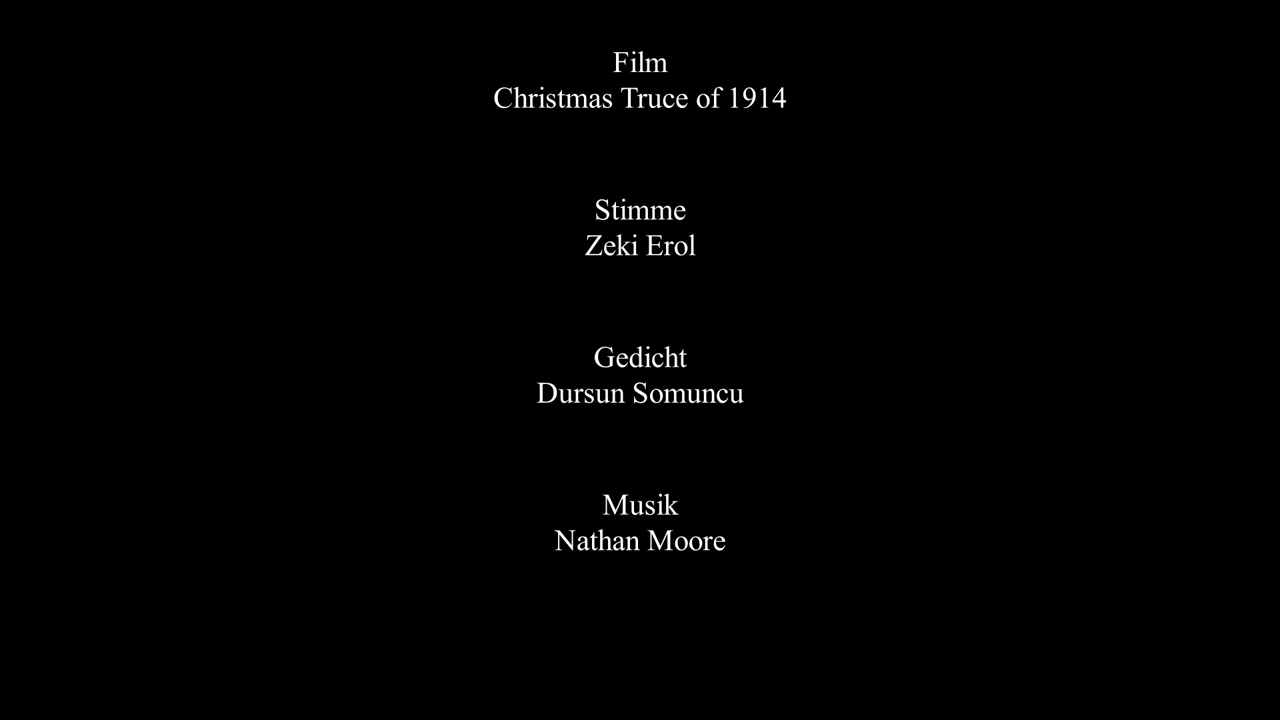 Film
Christmas Truce of 1914
Stimme
Zeki Erol
Gedicht
Dursun Somuncu
Musik
Nathan Moore